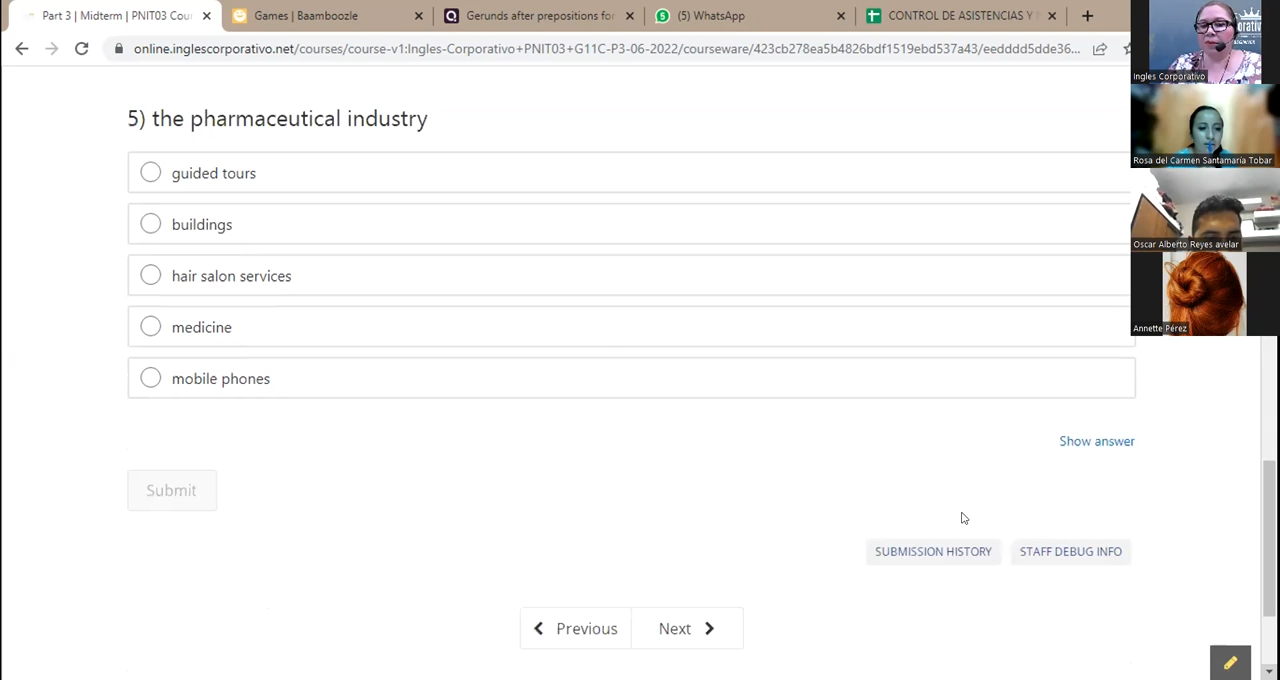 Part 3 | Midterm | PNIT03 Cour
Games | Baamboozle
Gerunds after prepositions for
(5) WhatsApp
CONTROL DE ASISTENCIAS Y
online.inglescorporativo.net/courses/course-v1:Ingles-Corporativo+PNIT03+G11C-P3-06-2022/courseware/423cb278ea5b4826bdf1519ebd537a43/eedddd5dde36...
Ingles Corporativo
Rosa del Carmen Santamaría Tobar
Oscar Alberto Reyes avelar
Annette Pérez
5) the pharmaceutical industry
guided tours
buildings
hair salon services
medicine
mobile phones
Show answer
Submit
SUBMISSION HISTORY
STAFF DEBUG INFO
Previous
Next